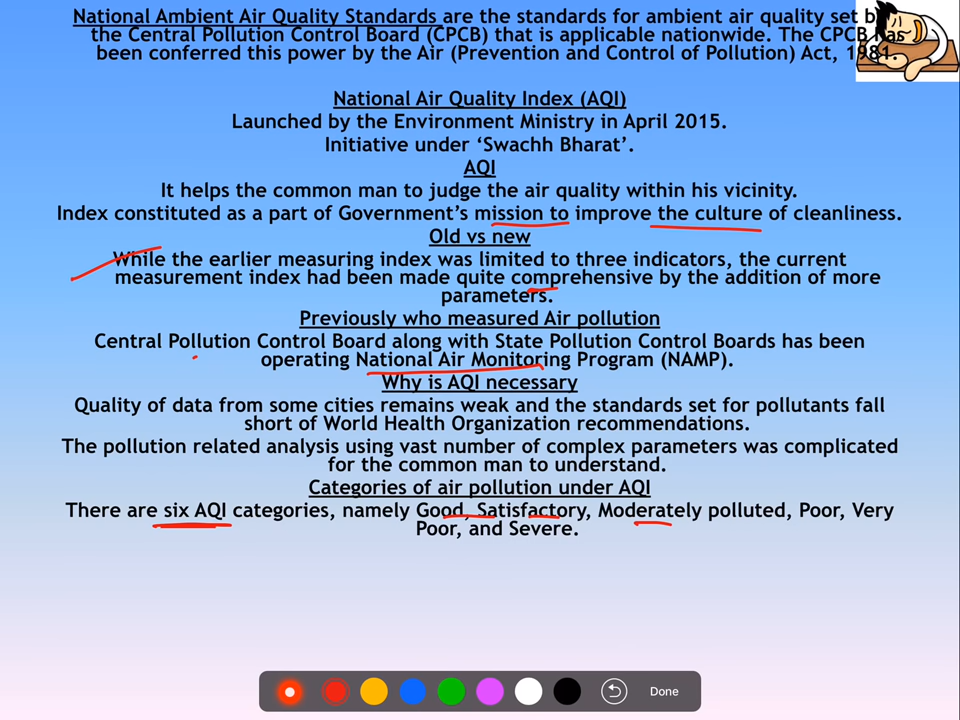 National Ambient Air Quality Standards are the standards for ambient air quality set b
the Central Pollution Control Board (CPCB) that is applicable nationwide. The CPCB has
been conferred this power by the Air (Prevention and Control of Pollution) Act, 1981.
National Air Quality Index (AQI)
Launched by the Environment Ministry in April 2015.
Initiative under ‘Swachh Bharat’.
AQI
It helps the common man to judge the air quality within his vicinity.
Index constituted as a part of Government’s mission to improve the culture of cleanliness.
Old vs new
While the earlier measuring index was limited to three indicators, the current
measurement index had been made quite comprehensive by the addition of more
parameters.
Previously who measured Air pollution
Central Pollution Control Board along with State Pollution Control Boards has been
operating National Air Monitoring Program (NAMP).
Why is AQI necessary
Quality of data from some cities remains weak and the standards set for pollutants fall
short of World Health Organization recommendations.
The pollution related analysis using vast number of complex parameters was complicated
for the common man to understand.
Categories of air pollution under AQI
There are six AQI categories, namely Good, Satisfactory, Moderately polluted, Poor, Very
Poor, and Severe.
Done